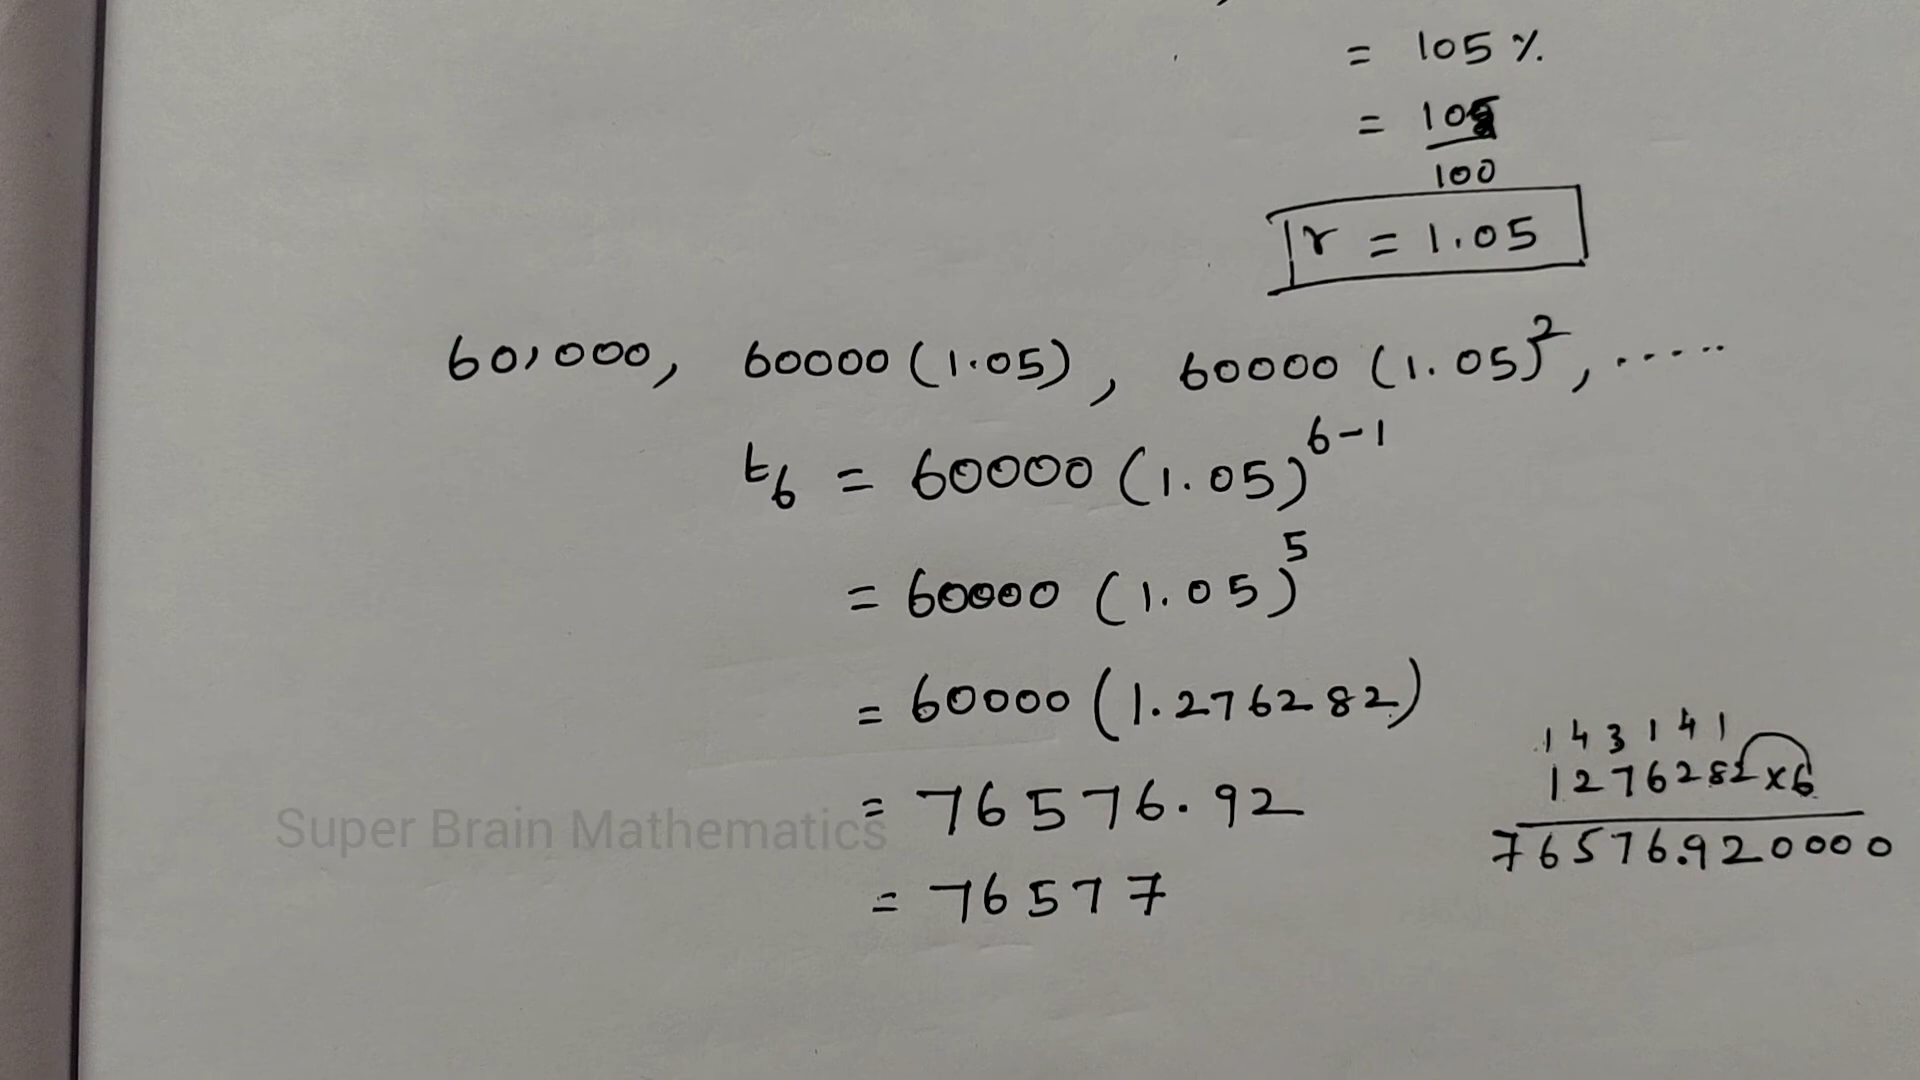 = 105 %
= 105
100
r = 1.05
60,000, 60000 (1.05), 60000 (1.05)², .....
t₆ = 60000 (1.05)⁶⁻¹
= 60000 (1.05)⁵
= 60000 (1.276282)
= 76576.92
= 76577
1 4 3 1 4 1
1276282 x 6
76576.920000
Super Brain Mathematics